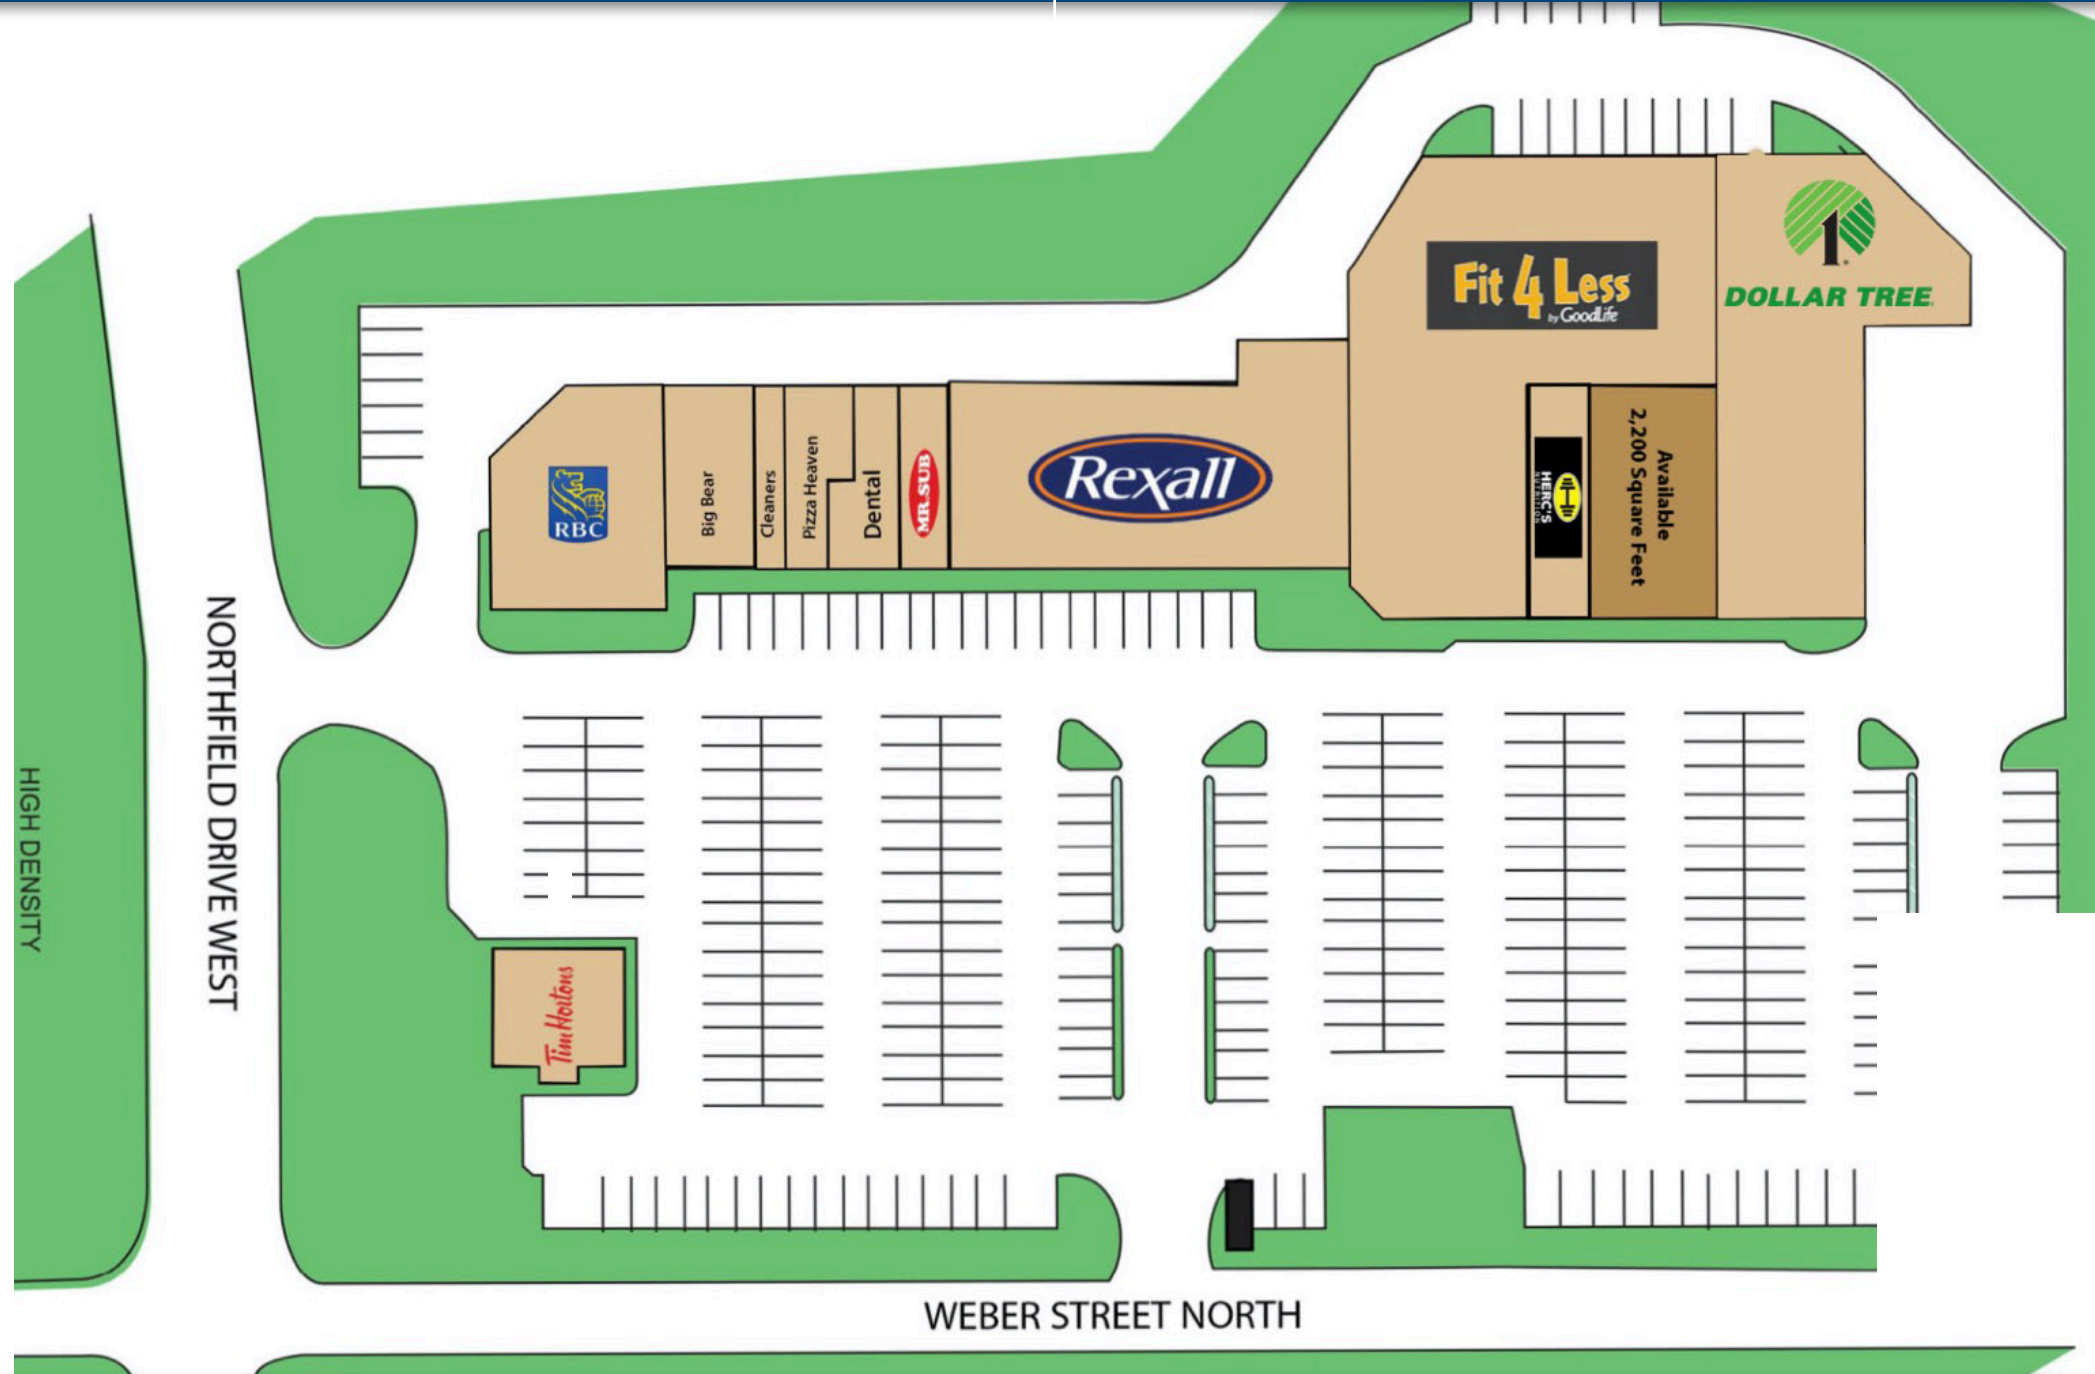 Fit 4 Less
by GoodLife
DOLLAR TREE
RBC
Big Bear
Cleaners
Pizza Heaven
Dental
MR.SUB
Rexall
HERC'S
NUTRITION
Available
2,200 Square Feet
NORTHFIELD DRIVE WEST
HIGH DENSITY
Tim Hortons
WEBER STREET NORTH